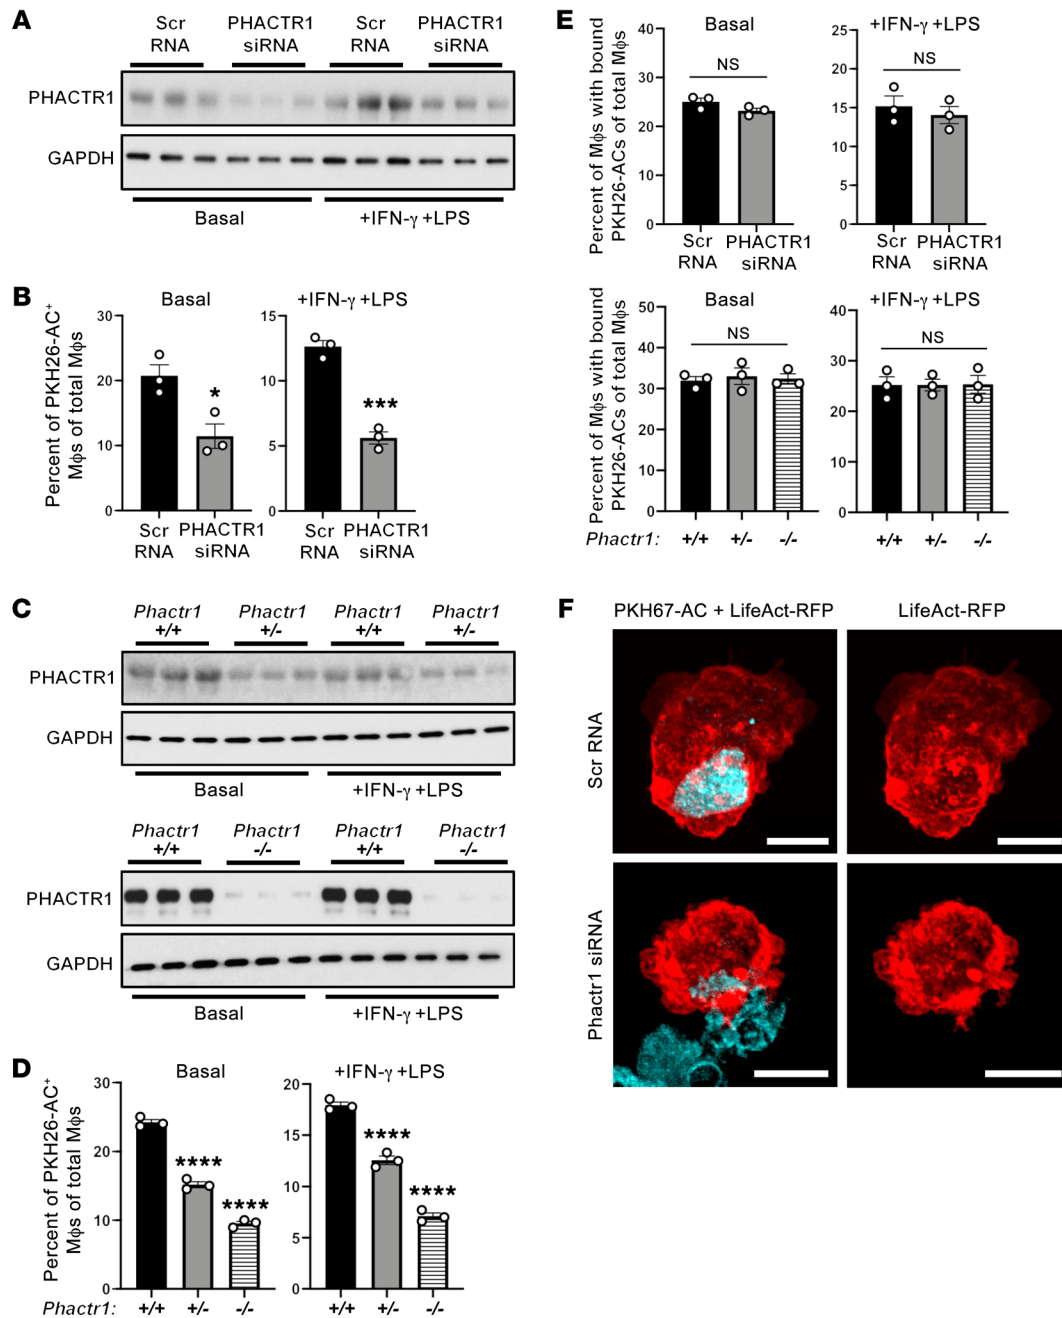 A
Scr PHACTR1 Scr PHACTR1
RNA siRNA RNA siRNA
PHACTR1
GAPDH
Basal +IFN-γ +LPS
B
Percent of PKH26-AC+
Mϕs of total Mϕs
Basal
30
20
10
0
*
Scr PHACTR1
RNA siRNA
+IFN-γ +LPS
15
10
5
0
***
Scr PHACTR1
RNA siRNA
C
Phactr1 Phactr1 Phactr1 Phactr1
+/+ +/- +/+ +/-
PHACTR1
GAPDH
Basal +IFN-γ +LPS
Phactr1 Phactr1 Phactr1 Phactr1
+/+ -/- +/+ -/-
PHACTR1
GAPDH
Basal +IFN-γ +LPS
D
Percent of PKH26-AC+
Mϕs of total Mϕs
Basal
30
20
10
0
****
****
+IFN-γ +LPS
20
15
10
5
0
****
****
Phactr1: +/+ +/- -/- +/+ +/- -/-
E
Percent of Mϕs with bound
PKH26-ACs of total Mϕs
Basal
40
30
20
10
0
NS
Scr PHACTR1
RNA siRNA
+IFN-γ +LPS
25
20
15
10
5
0
NS
Scr PHACTR1
RNA siRNA
Percent of Mϕs with bound
PKH26-ACs of total Mϕs
Basal
50
40
30
20
10
0
NS
+IFN-γ +LPS
40
30
20
10
0
NS
Phactr1: +/+ +/- -/- +/+ +/- -/-
F
PKH67-AC + LifeAct-RFP LifeAct-RFP
Scr RNA
Phactr1 siRNA